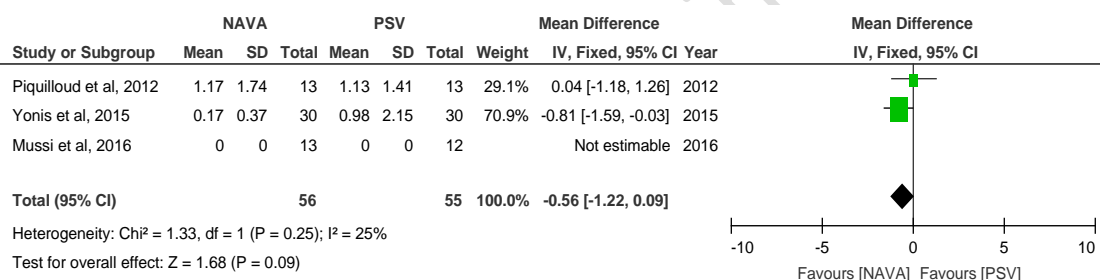 NAVA PSV Mean Difference Mean Difference
Study or Subgroup Mean SD Total Mean SD Total Weight IV, Fixed, 95% CI Year IV, Fixed, 95% CI
Piquilloud et al, 2012 1.17 1.74 13 1.13 1.41 13 29.1% 0.04 [-1.18, 1.26] 2012
Yonis et al, 2015 0.17 0.37 30 0.98 2.15 30 70.9% -0.81 [-1.59, -0.03] 2015
Mussi et al, 2016 0 0 13 0 0 12 Not estimable 2016
Total (95% CI) 56 55 100.0% -0.56 [-1.22, 0.09]
Heterogeneity: Chi² = 1.33, df = 1 (P = 0.25); I² = 25%
Test for overall effect: Z = 1.68 (P = 0.09)
-10 -5 0 5 10
Favours [NAVA] Favours [PSV]